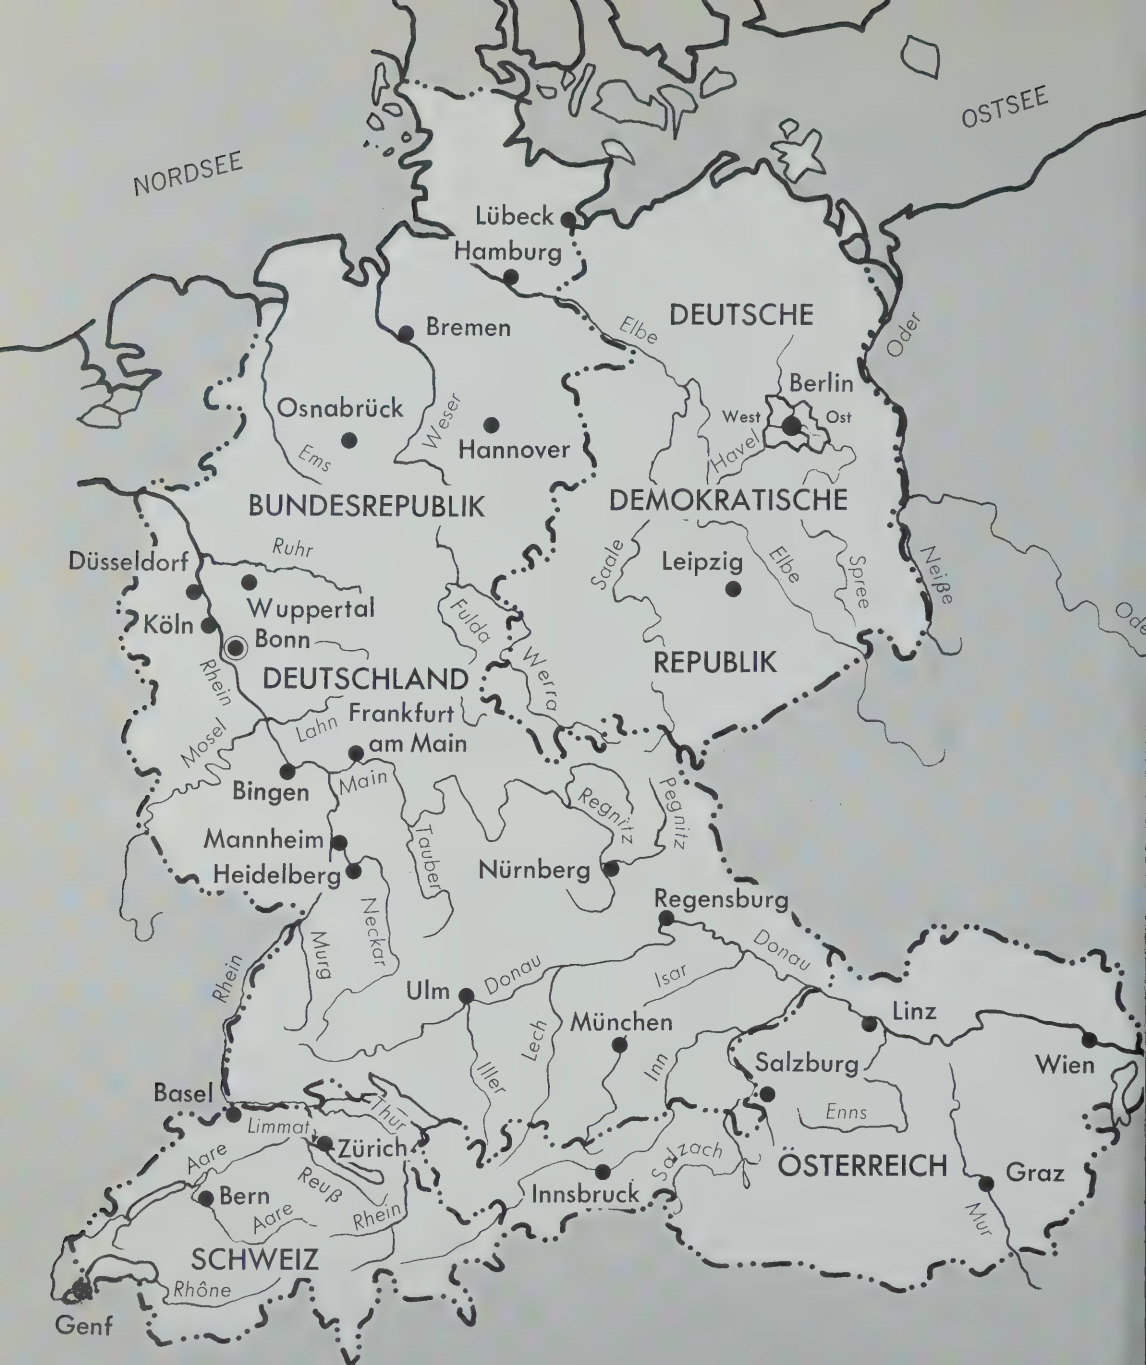 OSTSEE
NORDSEE
Lübeck
Hamburg
DEUTSCHE
Elbe
Oder
Bremen
Berlin
West
Ost
Osnabrück
Weser
Hannover
Havel
Ems
BUNDESREPUBLIK
DEMOKRATISCHE
Ruhr
Düsseldorf
Saale
Leipzig
Elbe
Spree
Neiße
Wuppertal
Köln
Fulda
Bonn
Ode
Rhein
DEUTSCHLAND
Werra
REPUBLIK
Mosel
Lahn
Frankfurt
am Main
Bingen
Main
Regnitz
Pegnitz
Mannheim
Tauber
Heidelberg
Nürnberg
Regensburg
Neckar
Murg
Donau
Rhein
Ulm
Donau
Isar
Linz
München
Lech
Inn
Iller
Salzburg
Wien
Basel
Thur
Limmat
Enns
Zürich
Aare
Salzach
ÖSTERREICH
Graz
Reuß
Bern
Innsbruck
Aare
Rhein
Mur
SCHWEIZ
Rhône
Genf